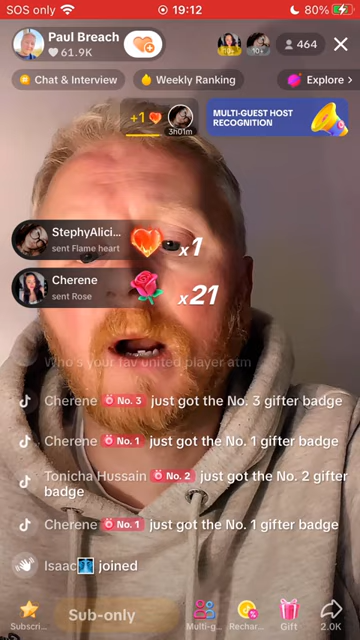 SOS only
19:12
80%
Paul Breach
61.9K
10+
10+
464
Chat & Interview
Weekly Ranking
Explore
+1
3h01m
MULTI-GUEST HOST
RECOGNITION
StephyAlici...
sent Flame heart
x1
Cherene
sent Rose
x21
Who's your fav united player atm
Cherene No. 3 just got the No. 3 gifter badge
Cherene No. 1 just got the No. 1 gifter badge
Tonicha Hussain No. 2 just got the No. 2 gifter
badge
Cherene No. 1 just got the No. 1 gifter badge
Isaac joined
Subscri...
Sub-only
Multi-g...
Rechar...
Gift
2.0K